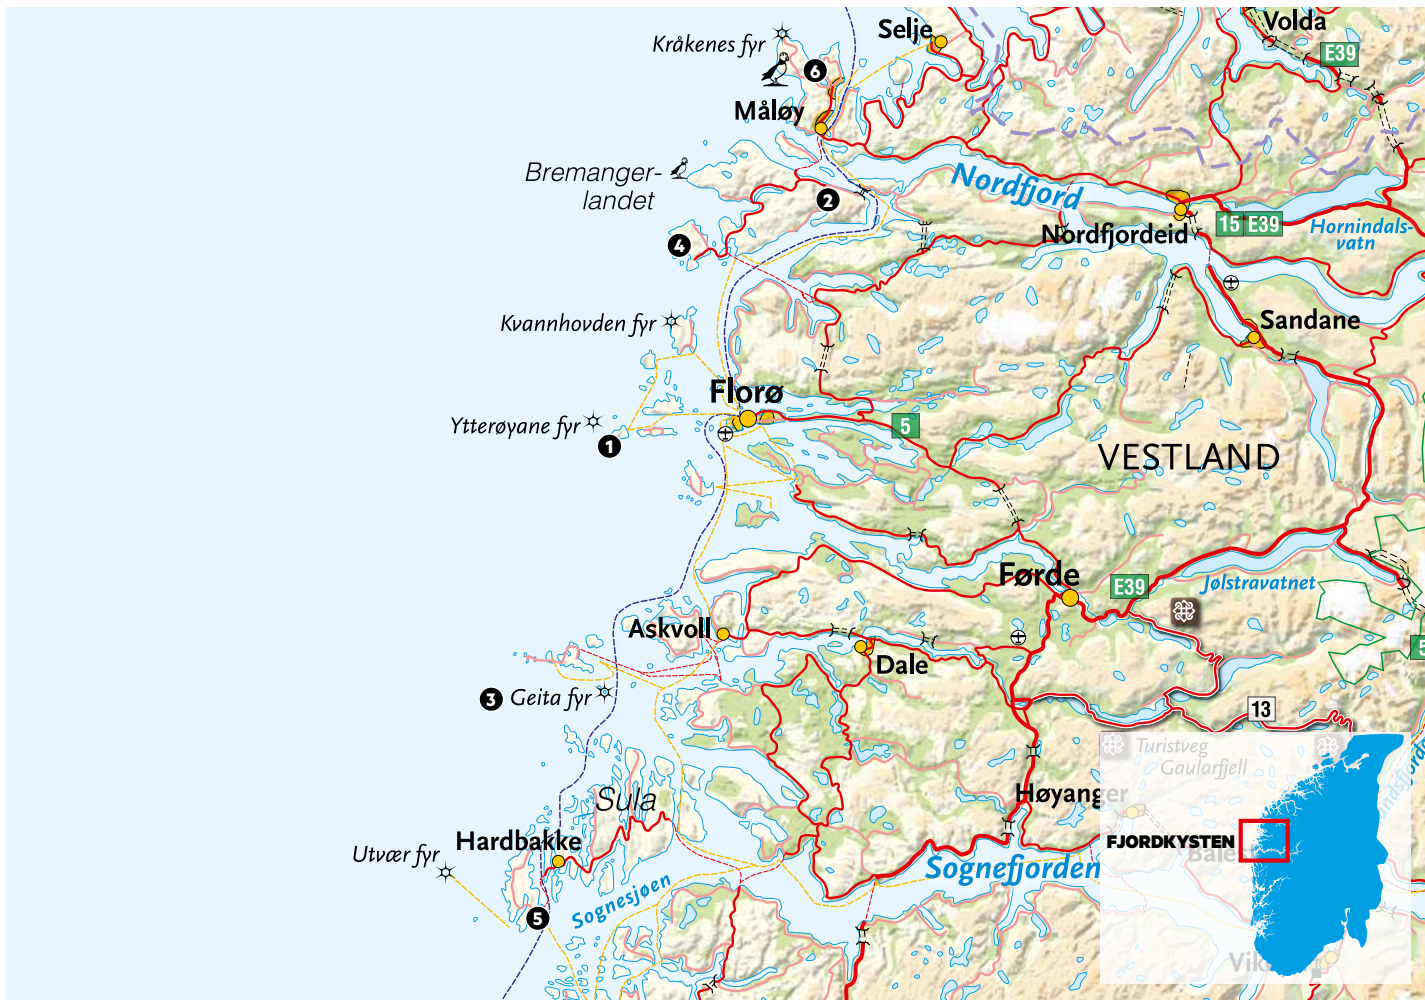 Volda
Selje
Kråkenes fyr
E39
6
Måløy
Bremanger-
landet
Nordfjord
2
15
E39
Hornindals-
vatn
4
Nordfjordeid
Kvannhovden fyr
Sandane
Florø
Ytterøyane fyr
1
5
VESTLAND
Førde
E39
Jølstravatnet
Askvoll
Dale
5
3
Geita fyr
13
Turistveg
Gaularfjell
Høyanger
Sula
Hardbakke
FJORDKYSTEN
Utvær fyr
Sognefjorden
Sognesjøen
5